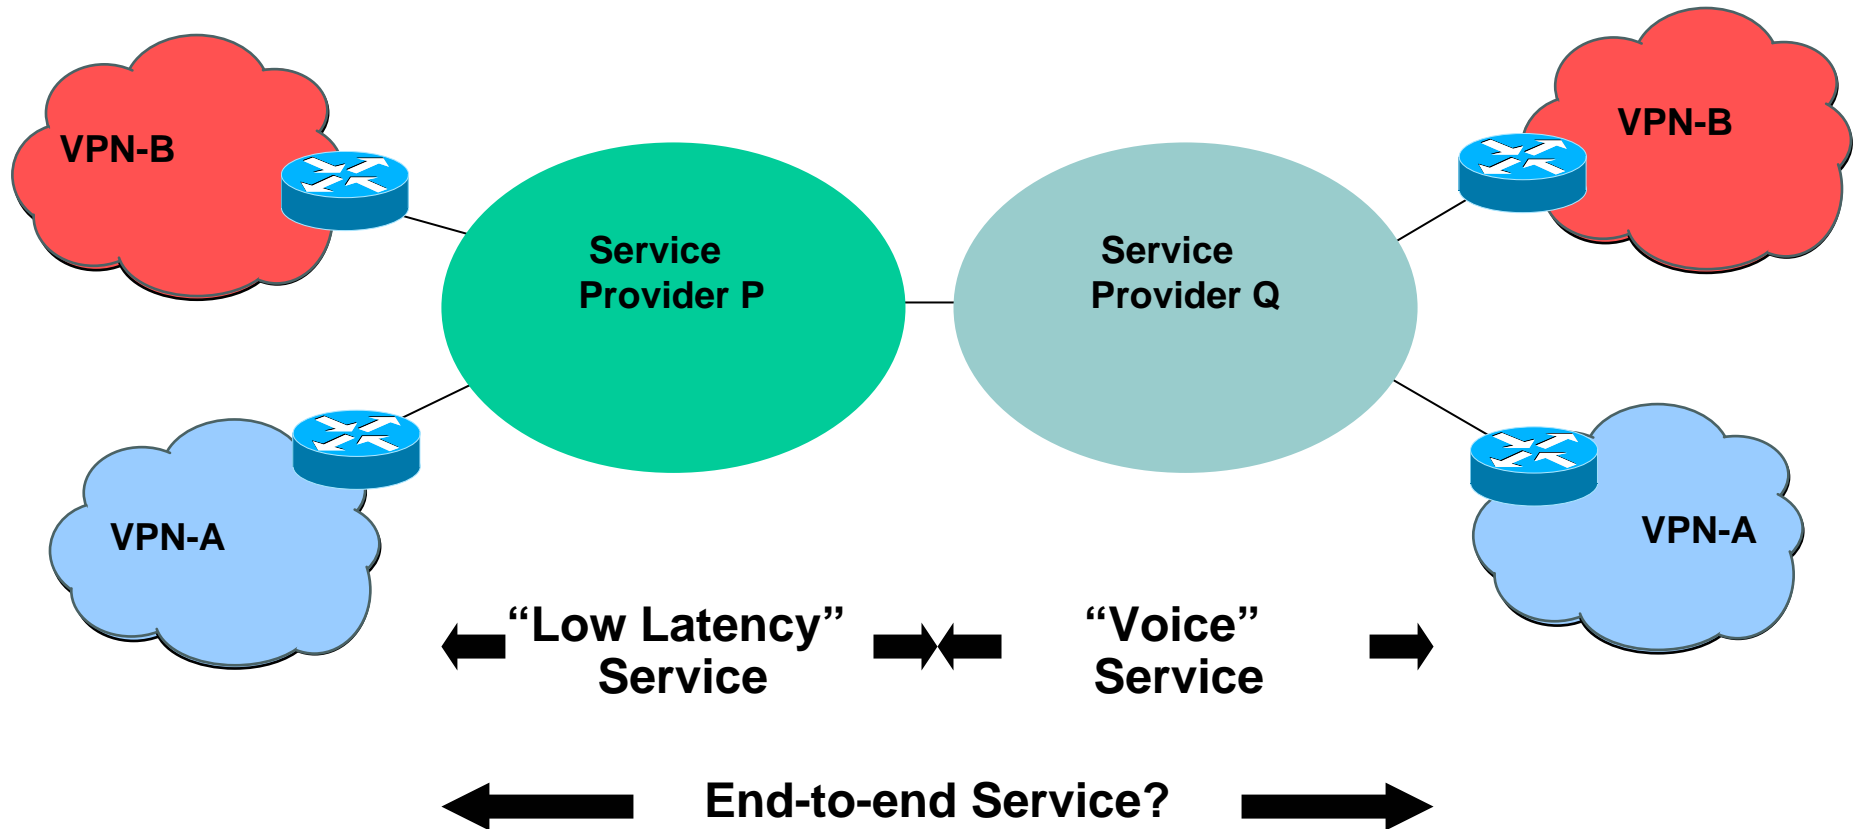 VPN-B
VPN-B
Service
Provider P
Service
Provider Q
VPN-A
VPN-A
“Low Latency”
Service
“Voice”
Service
End-to-end Service?